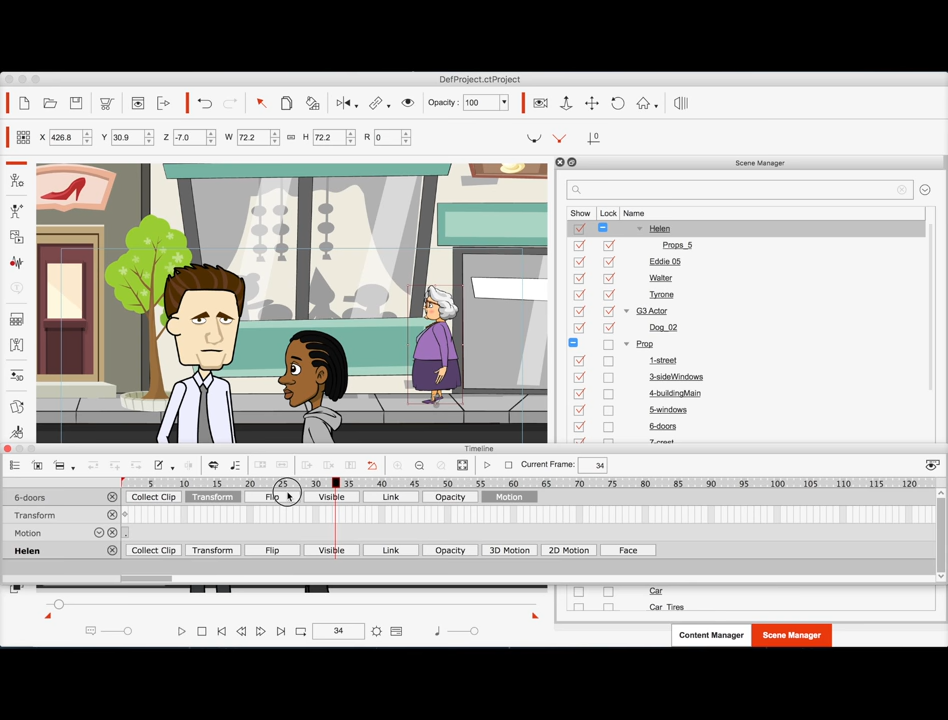 DefProject.ctProject
Opacity : 100
X 426.8 Y 30.9 Z -7.0 W 72.2 H 72.2 R 0 0
Scene Manager
Show Lock Name
Helen
Props_5
Eddie 05
Walter
Tyrone
G3 Actor
Dog_02
Prop
1-street
3-sideWindows
4-buildingMain
5-windows
6-doors
7-crest
Timeline
3D
Current Frame: 34
5 10 15 20 25 30 35 40 45 50 55 60 65 70 75 80 85 90 95 100 105 110 115 120
6-doors Collect Clip Transform Flip Visible Link Opacity Motion
Transform
Motion
Helen Collect Clip Transform Flip Visible Link Opacity 3D Motion 2D Motion Face
Car
Car_Tires
34
Content Manager Scene Manager